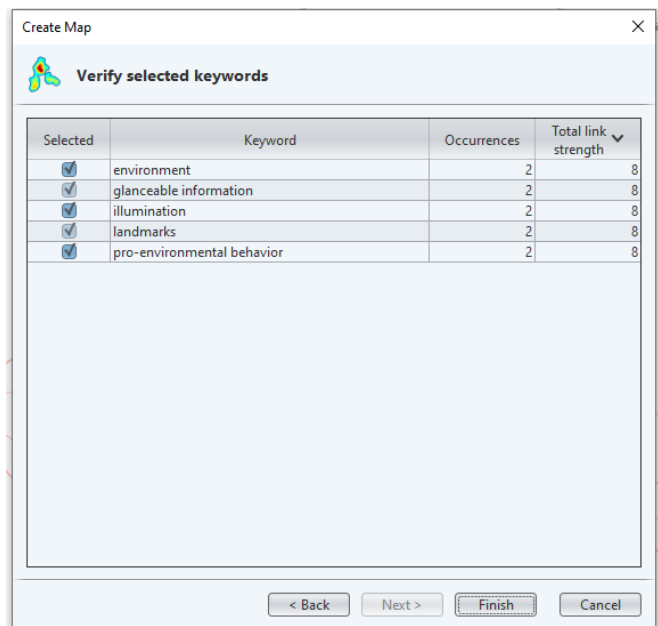 Create Map
Verify selected keywords
Selected Keyword Occurrences Total link strength
environment 2 8
glanceable information 2 8
illumination 2 8
landmarks 2 8
pro-environmental behavior 2 8
< Back Next > Finish Cancel